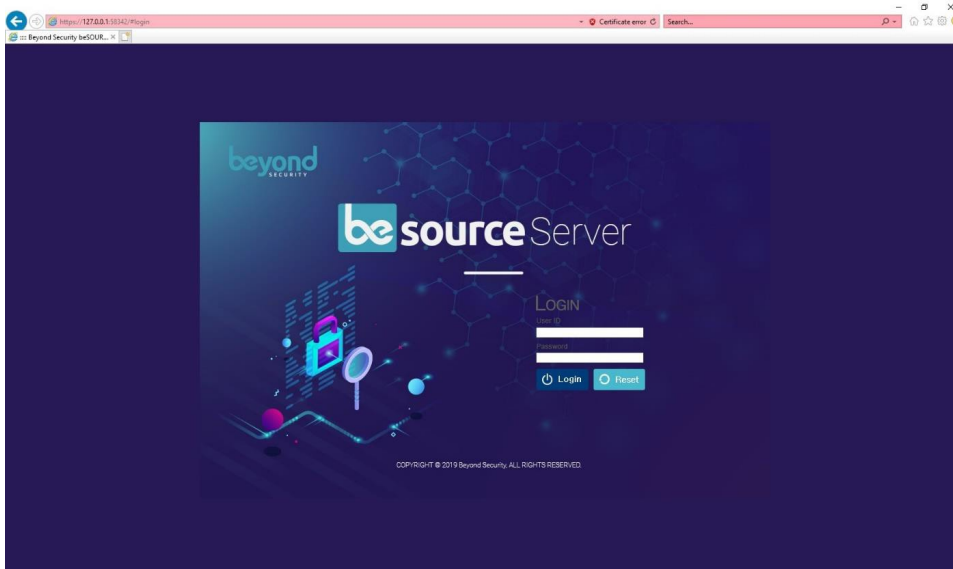 https://127.0.0.1:58342/#login
Certificate error
Search...
::: Beyond Security beSOUR...
beyond
SECURITY
be source Server
LOGIN
User ID
Password
Login
Reset
COPYRIGHT © 2019 Beyond Security, ALL RIGHTS RESERVED.